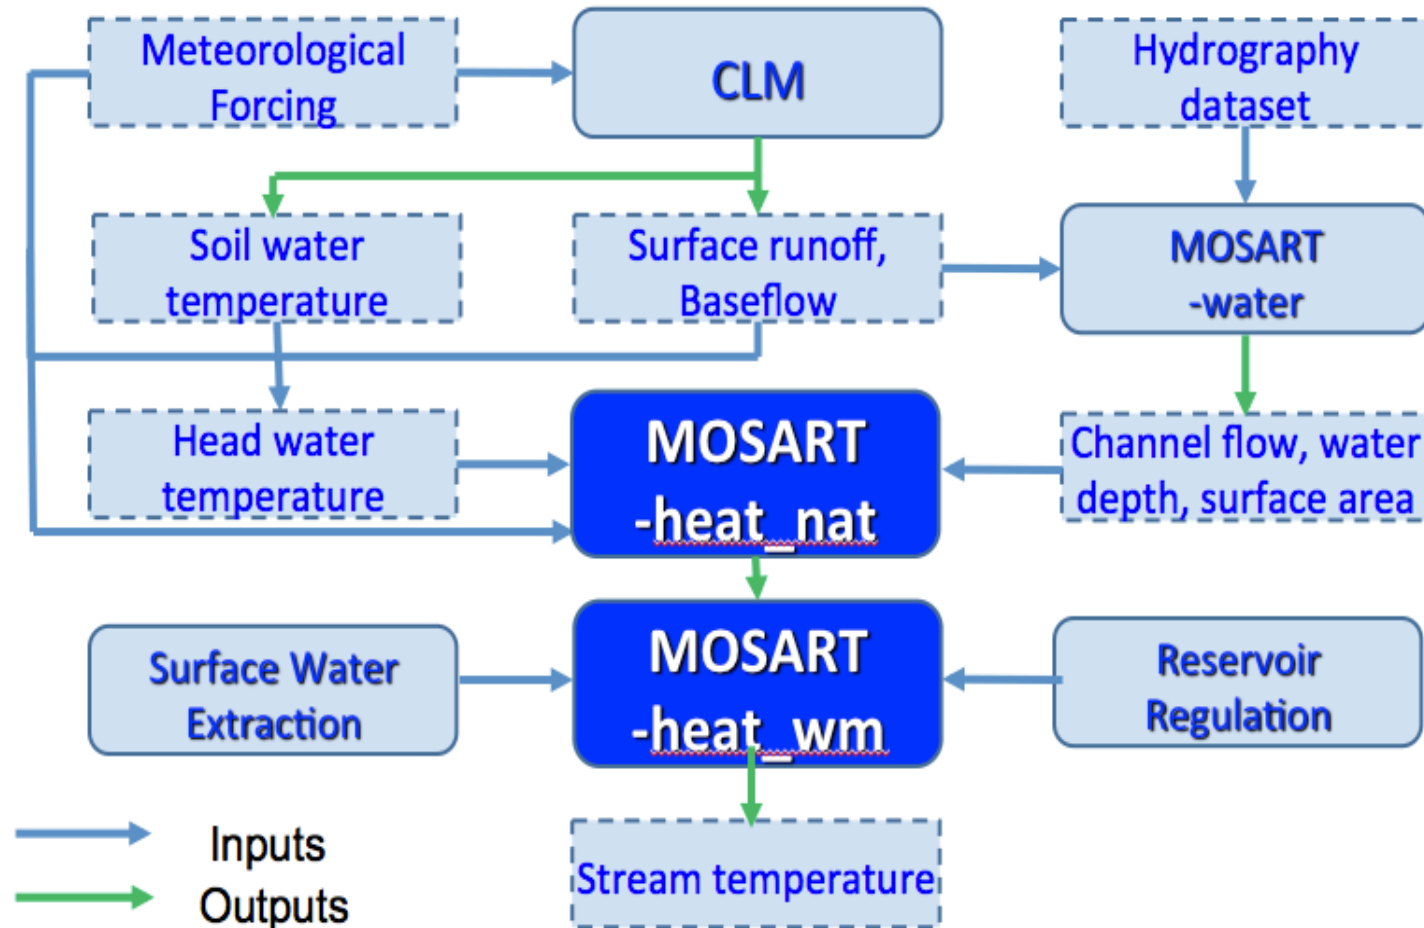 Meteorological
Forcing
CLM
Hydrography
dataset
Soil water
temperature
Surface runoff,
Baseflow
MOSART
-water
Head water
temperature
MOSART
-heat_nat
Channel flow, water
depth, surface area
Surface Water
Extraction
MOSART
-heat_wm
Reservoir
Regulation
Inputs
Outputs
Stream temperature